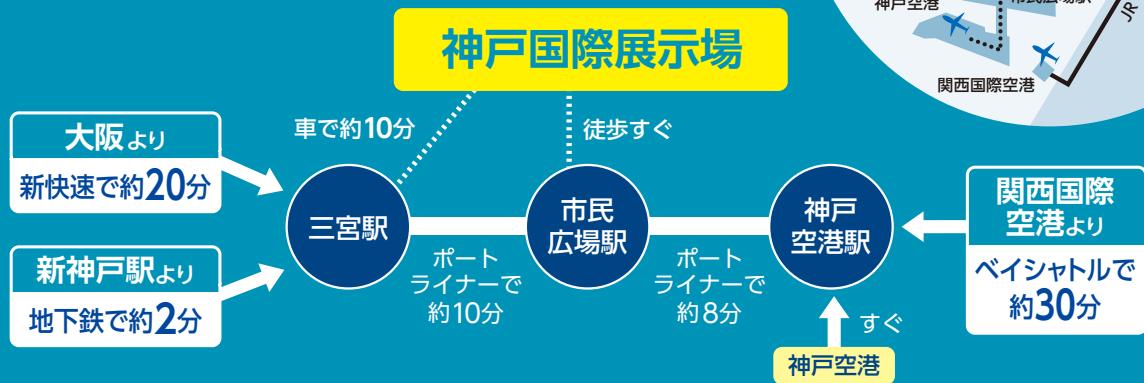 神戸空港
市民広場駅
JR
関西国際空港
神戸国際展示場
車で約10分
徒歩すぐ
大阪より
新快速で約20分
新神戸駅より
地下鉄で約2分
三宮駅
ポート
ライナーで
約10分
市民
広場駅
ポート
ライナーで
約8分
神戸
空港駅
関西国際
空港より
ベイシャトルで
約30分
すぐ
神戸空港